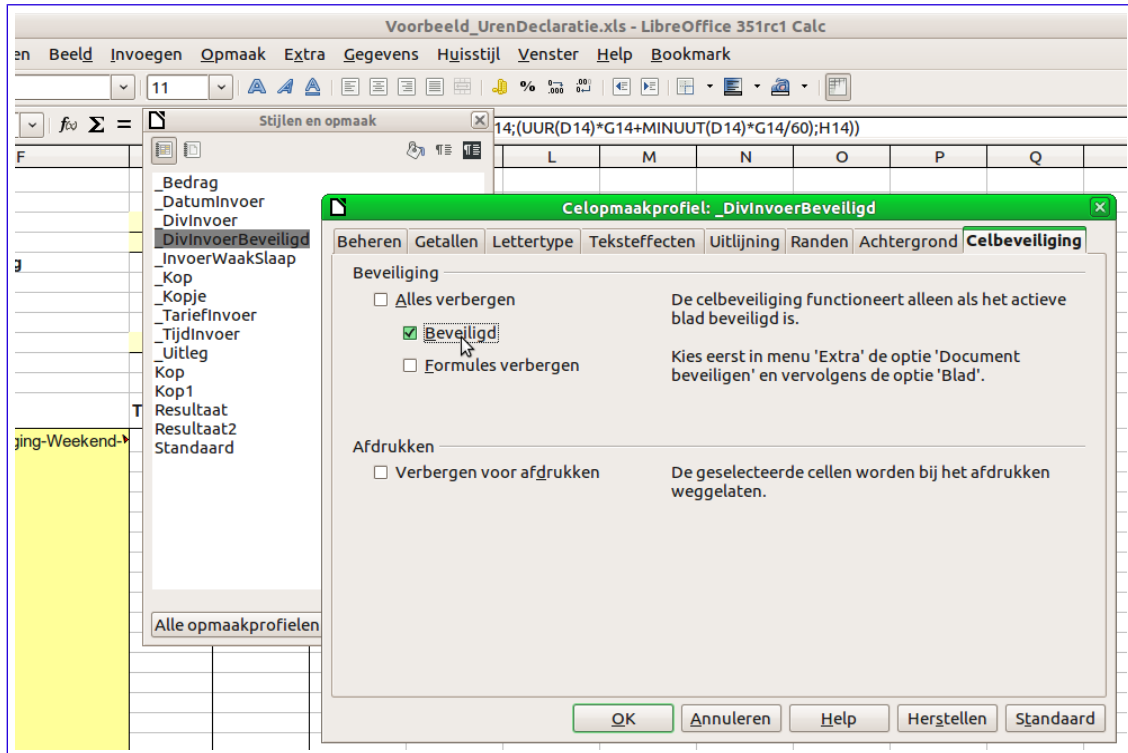 Voorbeeld_UrenDeclaratie.xls - LibreOffice 351rc1 Calc
en Beeld Invoegen Opmaak Extra Gegevens Huisstijl Venster Help Bookmark
11
Stijlen en opmaak
14;(UUR(D14)*G14+MINUUT(D14)*G14/60);H14))
F L M N O P Q
_Bedrag
_DatumInvoer
_DivInvoer
_DivInvoerBeveiligd
_InvoerWaakSlaap
_Kop
_Kopje
_TariefInvoer
_TijdInvoer
_Uitleg
Kop
Kop1
Resultaat
Resultaat2
Standaard
Alle opmaakprofielen
g
T
ging-Weekend-
Celopmaakprofiel: _DivInvoerBeveiligd
Beheren Getallen Lettertype Teksteffecten Uitlijning Randen Achtergrond Celbeveiliging
Beveiliging
Alles verbergen
Beveiligd
Formules verbergen
De celbeveiliging functioneert alleen als het actieve
blad beveiligd is.
Kies eerst in menu 'Extra' de optie 'Document
beveiligen' en vervolgens de optie 'Blad'.
Afdrukken
Verbergen voor afdrukken
De geselecteerde cellen worden bij het afdrukken
weggelaten.
OK Annuleren Help Herstellen Standaard